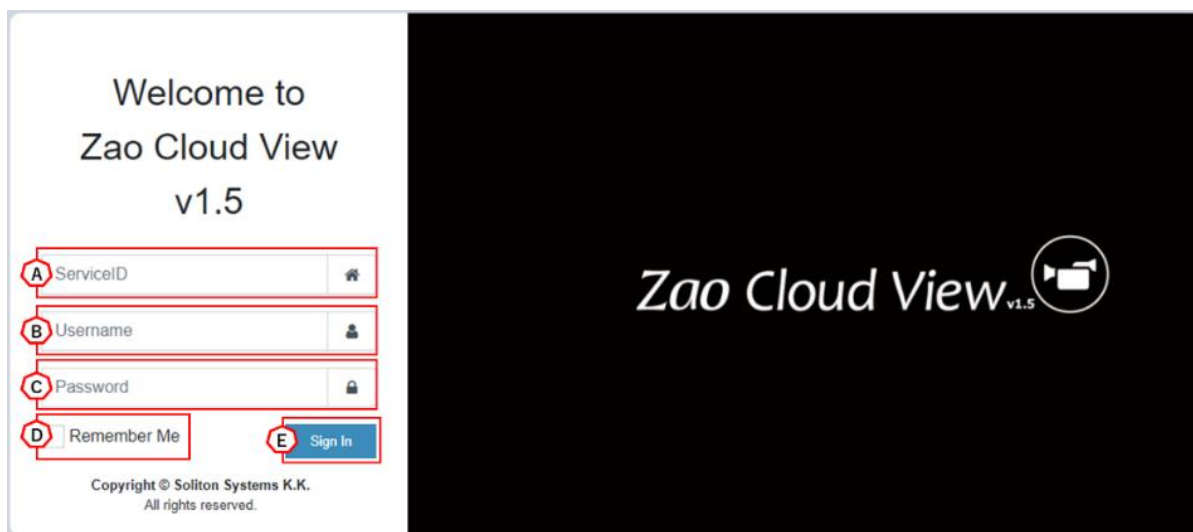 Welcome to
Zao Cloud View
v1.5
A ServiceID
B Username
C Password
D Remember Me
E Sign In
Copyright © Soliton Systems K.K.
All rights reserved.
Zao Cloud View v1.5